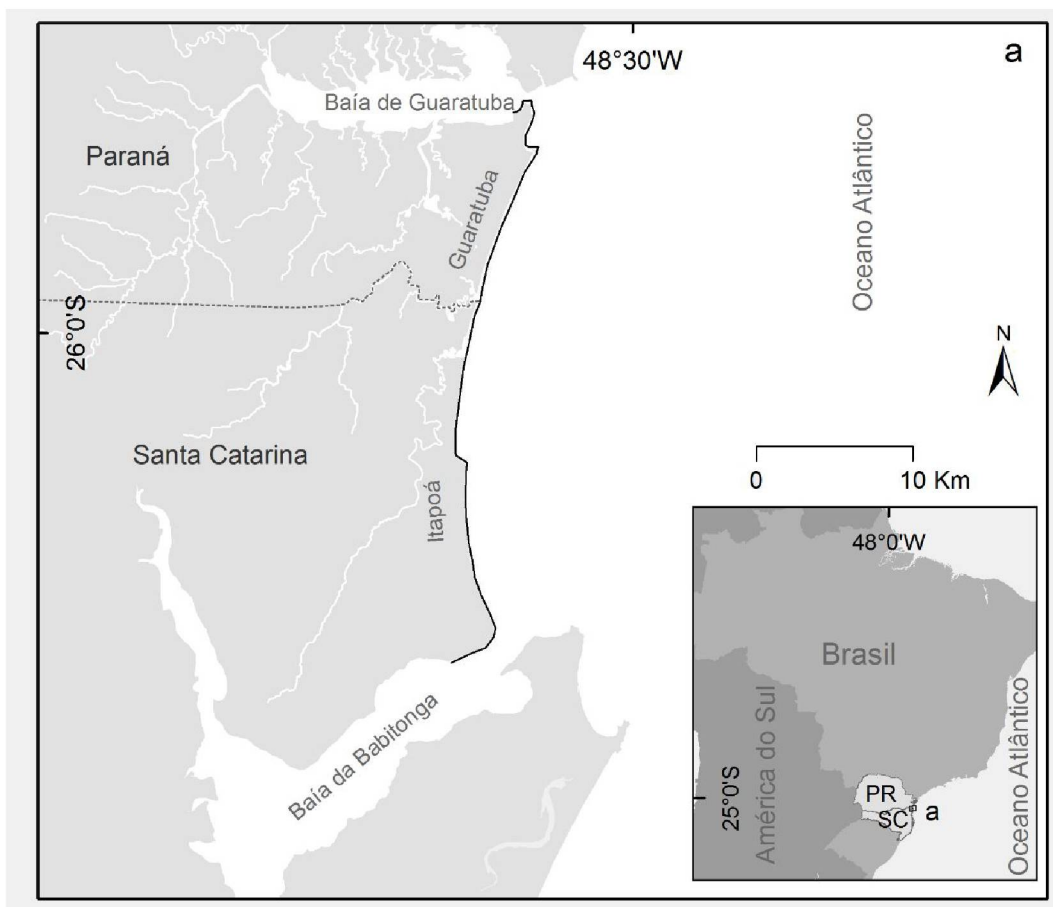 48°30'W
a
Baía de Guaratuba
Paraná
Guaratuba
Oceano Atlântico
26°0'S
N
Santa Catarina
Itapoá
0 10 Km
Baía da Babitonga
48°0'W
Brasil
América do Sul
Oceano Atlântico
25°0'S
PR
SC
a